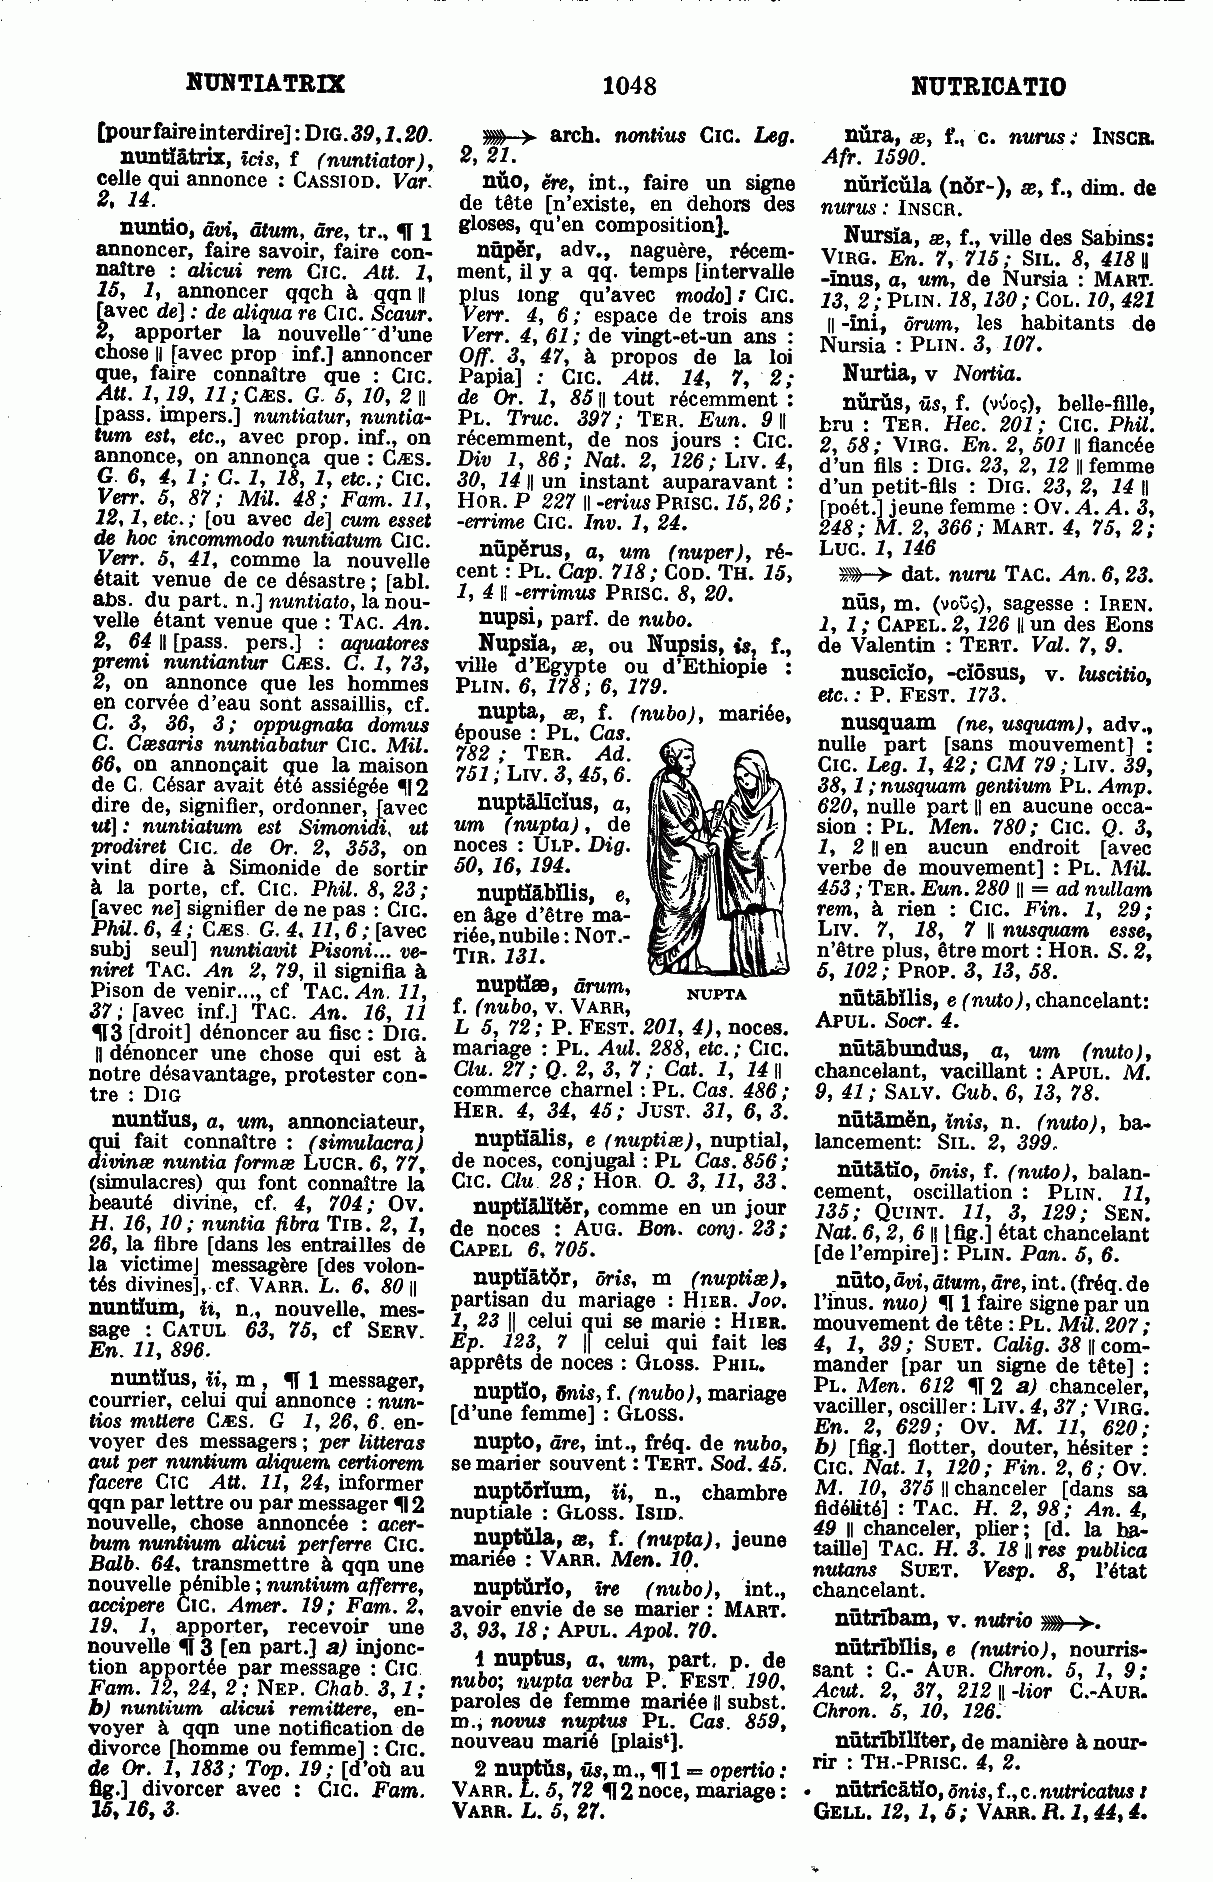 NUNTIATRIX
1048
NUTRICATIO
[pour faire interdire] : DIG. 39, 1, 20.
nuntĭātrix, īcis, f (nuntiator),
celle qui annonce : CASSIOD. Var.
2, 14.
nuntio, āvi, ātum, āre, tr., ¶ 1
annoncer, faire savoir, faire con-
naître : alicui rem CIC. Att. 1,
15, 1, annoncer qqch à qqn ||
[avec de] : de aliqua re CIC. Scaur.
2, apporter la nouvelle d'une
chose || [avec prop inf.] annoncer
que, faire connaître que : CIC.
Att. 1, 19, 11 ; CÆS. G. 5, 10, 2 ||
[pass. impers.] nuntiatur, nuntia-
tum est, etc., avec prop. inf., on
annonce, on annonça que : CÆS.
G. 6, 4, 1 ; C. 1, 18, 1, etc. ; CIC.
Verr. 5, 87 ; Mil. 48 ; Fam. 11,
12, 1, etc. ; [ou avec de] cum esset
de hoc incommodo nuntiatum CIC.
Verr. 5, 41, comme la nouvelle
était venue de ce désastre ; [abl.
abs. du part. n.] nuntiato, la nou-
velle étant venue que : TAC. An.
2, 64 || [pass. pers.] : aquatores
premi nuntiantur CÆS. C. 1, 73,
2, on annonce que les hommes
en corvée d'eau sont assaillis, cf.
C. 3, 36, 3 ; oppugnata domus
C. Cæsaris nuntiabatur CIC. Mil.
66, on annonçait que la maison
de C. César avait été assiégée ¶ 2
dire de, signifier, ordonner, [avec
ut] : nuntiatum est Simonidi, ut
prodiret CIC. de Or. 2, 353, on
vint dire à Simonide de sortir
à la porte, cf. CIC. Phil. 8, 23 ;
[avec ne] signifier de ne pas : CIC.
Phil. 6, 4 ; CÆS. G. 4, 11, 6 ; [avec
subj seul] nuntiavit Pisoni... ve-
niret TAC. An 2, 79, il signifia à
Pison de venir..., cf TAC. An. 11,
37 ; [avec inf.] TAC. An. 16, 11
¶ 3 [droit] dénoncer au fisc : DIG.
|| dénoncer une chose qui est à
notre désavantage, protester con-
tre : DIG
nuntĭus, a, um, annonciateur,
qui fait connaître : (simulacra)
divinæ nuntia formæ LUCR. 6, 77,
(simulacres) qui font connaître la
beauté divine, cf. 4, 704 ; OV.
H. 16, 10 ; nuntia fibra TIB. 2, 1,
26, la fibre [dans les entrailles de
la victime] messagère [des volon-
tés divines], cf. VARR. L. 6, 80 ||
nuntĭum, ĭi, n., nouvelle, mes-
sage : CATUL 63, 75, cf SERV.
En. 11, 896.
nuntĭus, ĭi, m , ¶ 1 messager,
courrier, celui qui annonce : nun-
tios mittere CÆS. G 1, 26, 6. en-
voyer des messagers ; per litteras
aut per nuntium aliquem certiorem
facere CIC Att. 11, 24, informer
qqn par lettre ou par messager ¶ 2
nouvelle, chose annoncée : acer-
bum nuntium alicui perferre CIC.
Balb. 64, transmettre à qqn une
nouvelle pénible ; nuntium afferre,
accipere CIC. Amer. 19 ; Fam. 2,
19, 1, apporter, recevoir une
nouvelle ¶ 3 [en part.] a) injonc-
tion apportée par message : CIC
Fam. 12, 24, 2 ; NEP. Chab. 3, 1 ;
b) nuntium alicui remittere, en-
voyer à qqn une notification de
divorce [homme ou femme] : CIC.
de Or. 1, 183 ; Top. 19 ; [d'où au
fig.] divorcer avec : CIC. Fam.
15, 16, 3.
➳ arch. nontius CIC. Leg.
2, 21.
nŭo, ĕre, int., faire un signe
de tête [n'existe, en dehors des
gloses, qu'en composition].
nūpĕr, adv., naguère, récem-
ment, il y a qq. temps [intervalle
plus long qu'avec modo] : CIC.
Verr. 4, 6 ; espace de trois ans
Verr. 4, 61 ; de vingt-et-un ans :
Off. 3, 47, à propos de la loi
Papia] : CIC. Att. 14, 7, 2 ;
de Or. 1, 85 || tout récemment :
PL. Truc. 397 ; TER. Eun. 9 ||
récemment, de nos jours : CIC.
Div 1, 86 ; Nat. 2, 126 ; LIV. 4,
30, 14 || un instant auparavant :
HOR. P 227 || -erius PRISC. 15, 26 ;
-errime CIC. Inv. 1, 24.
nūpĕrus, a, um (nuper), ré-
cent : PL. Cap. 718 ; COD. TH. 15,
1, 4 || -errimus PRISC. 8, 20.
nupsi, parf. de nubo.
Nupsĭa, æ, ou Nupsis, is, f.,
ville d'Egypte ou d'Ethiopie :
PLIN. 6, 178 ; 6, 179.
nupta, æ, f. (nubo), mariée,
épouse : PL. Cas.
782 ; TER. Ad.
751 ; LIV. 3, 45, 6.
nuptālīcĭus, a,
um (nupta), de
noces : ULP. Dig.
50, 16, 194.
nuptĭābĭlis, e,
en âge d'être ma-
riée, nubile : NOT.-
TIR. 131.
nuptĭæ, ārum,
f. (nubo, v. VARR,
NUPTA
L 5, 72 ; P. FEST. 201, 4), noces.
mariage : PL. Aul. 288, etc. ; CIC.
Clu. 27 ; Q. 2, 3, 7 ; Cat. 1, 14 ||
commerce charnel : PL. Cas. 486 ;
HER. 4, 34, 45 ; JUST. 31, 6, 3.
nuptĭālis, e (nuptiæ), nuptial,
de noces, conjugal : PL Cas. 856 ;
CIC. Clu 28 ; HOR. O. 3, 11, 33.
nuptĭālĭtĕr, comme en un jour
de noces : AUG. Bon. conj. 23 ;
CAPEL 6, 705.
nuptĭātŏr, ōris, m (nuptiæ),
partisan du mariage : HIER. Jov.
1, 23 || celui qui se marie : HIER.
Ep. 123, 7 || celui qui fait les
apprêts de noces : GLOSS. PHIL.
nuptĭo, ōnis, f. (nubo), mariage
[d'une femme] : GLOSS.
nupto, āre, int., fréq. de nubo,
se marier souvent : TERT. Sod. 45.
nuptōrĭum, ĭi, n., chambre
nuptiale : GLOSS. ISID.
nuptŭla, æ, f. (nupta), jeune
mariée : VARR. Men. 10.
nuptŭrĭo, īre (nubo), int.,
avoir envie de se marier : MART.
3, 93, 18 ; APUL. Apol. 70.
1 nuptus, a, um, part. p. de
nubo; nupta verba P. FEST. 190,
paroles de femme mariée || subst.
m., novus nuptus PL. Cas. 859,
nouveau marié [plaist].
2 nuptŭs, ūs, m., ¶ 1 = opertio :
VARR. L. 5, 72 ¶ 2 noce, mariage :
VARR. L. 5, 27.
nŭra, æ, f., c. nurus : INSCR.
Afr. 1590.
nŭrĭcŭla (nŏr-), æ, f., dim. de
nurus : INSCR.
Nursĭa, æ, f., ville des Sabins :
VIRG. En. 7, 715 ; SIL. 8, 418 ||
-īnus, a, um, de Nursia : MART.
13, 2 ; PLIN. 18, 130 ; COL. 10, 421
|| -īni, ōrum, les habitants de
Nursia : PLIN. 3, 107.
Nurtia, v Nortia.
nŭrŭs, ūs, f. (νύος), belle-fille,
bru : TER. Hec. 201 ; CIC. Phil.
2, 58 ; VIRG. En. 2, 501 || fiancée
d'un fils : DIG. 23, 2, 12 || femme
d'un petit-fils : DIG. 23, 2, 14 ||
[poét.] jeune femme : OV. A. A. 3,
248 ; M. 2, 366 ; MART. 4, 75, 2 ;
LUC. 1, 146
➳ dat. nuru TAC. An. 6, 23.
nūs, m. (νοῦς), sagesse : IREN.
1, 1 ; CAPEL. 2, 126 || un des Eons
de Valentin : TERT. Val. 7, 9.
nuscĭcĭo, -cĭōsus, v. luscitio,
etc. : P. FEST. 173.
nusquam (ne, usquam), adv.,
nulle part [sans mouvement] :
CIC. Leg. 1, 42 ; CM 79 ; LIV. 39,
38, 1 ; nusquam gentium PL. Amp.
620, nulle part || en aucune occa-
sion : PL. Men. 780 ; CIC. Q. 3,
1, 2 || en aucun endroit [avec
verbe de mouvement] : PL. Mil.
453 ; TER. Eun. 280 || = ad nullam
rem, à rien : CIC. Fin. 1, 29 ;
LIV. 7, 18, 7 || nusquam esse,
n'être plus, être mort : HOR. S. 2,
5, 102 ; PROP. 3, 13, 58.
nūtābĭlis, e (nuto), chancelant :
APUL. Socr. 4.
nūtābundus, a, um (nuto),
chancelant, vacillant : APUL. M.
9, 41 ; SALV. Gub. 6, 13, 78.
nūtāmĕn, ĭnis, n. (nuto), ba-
lancement : SIL. 2, 399.
nūtātĭo, ōnis, f. (nuto), balan-
cement, oscillation : PLIN. 11,
135 ; QUINT. 11, 3, 129 ; SEN.
Nat. 6, 2, 6 || [fig.] état chancelant
[de l'empire] : PLIN. Pan. 5, 6.
nūto, āvi, ātum, āre, int. (fréq. de
l'inus. nuo) ¶ 1 faire signe par un
mouvement de tête : PL. Mil. 207 ;
4, 1, 39 ; SUET. Calig. 38 || com-
mander [par un signe de tête] :
PL. Men. 612 ¶ 2 a) chanceler,
vaciller, osciller : LIV. 4, 37 ; VIRG.
En. 2, 629 ; OV. M. 11, 620 ;
b) [fig.] flotter, douter, hésiter :
CIC. Nat. 1, 120 ; Fin. 2, 6 ; OV.
M. 10, 375 || chanceler [dans sa
fidélité] : TAC. H. 2, 98 ; An. 4,
49 || chanceler, plier ; [d. la ba-
taille] TAC. H. 3. 18 || res publica
nutans SUET. Vesp. 8, l'état
chancelant.
nūtrībam, v. nutrio ➳.
nūtrībĭlis, e (nutrio), nourris-
sant : C.- AUR. Chron. 5, 1, 9 ;
Acut. 2, 37, 212 || -lior C.-AUR.
Chron. 5, 10, 126.
nūtrībĭlĭter, de manière à nour-
rir : TH.-PRISC. 4, 2.
nūtrīcātĭo, ōnis, f., c. nutricatus :
GELL. 12, 1, 5 ; VARR. R. 1, 44, 4.